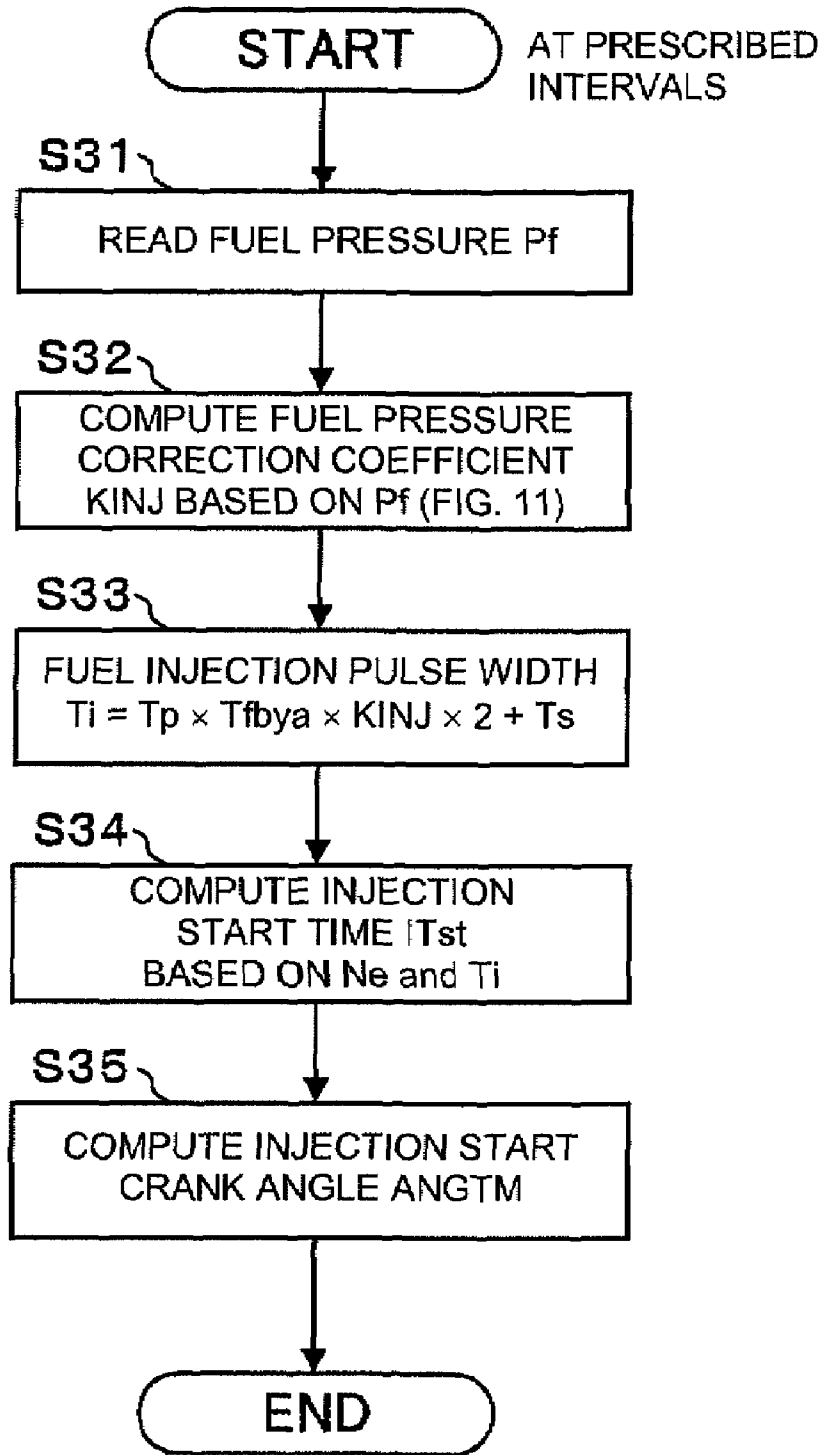 START
AT PRESCRIBED
INTERVALS
S31
READ FUEL PRESSURE Pf
S32
COMPUTE FUEL PRESSURE
CORRECTION COEFFICIENT
KINJ BASED ON Pf (FIG. 11)
S33
FUEL INJECTION PULSE WIDTH
Ti = Tp × Tfbya × KINJ × 2 + Ts
S34
COMPUTE INJECTION
START TIME ITst
BASED ON Ne and Ti
S35
COMPUTE INJECTION START
CRANK ANGLE ANGTM
END